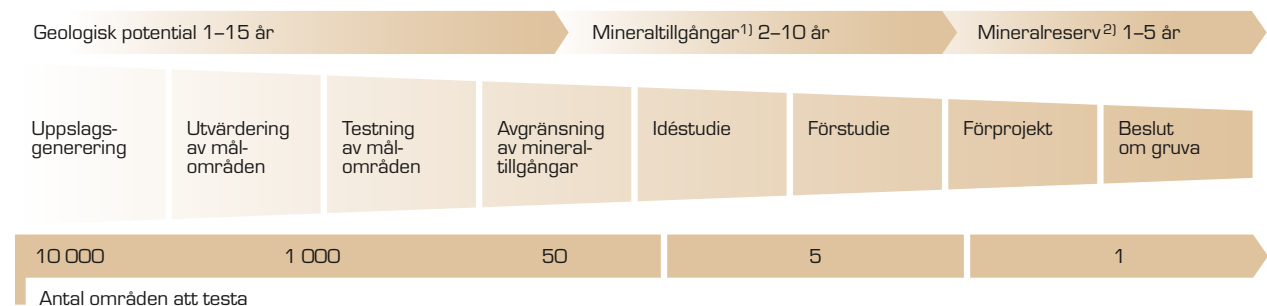 Geologisk potential 1–15 år
Mineraltillgångar1) 2–10 år
Mineralreserv2) 1–5 år
Uppslags-
generering
Utvärdering
av mål-
områden
Testning
av mål-
områden
Avgränsning
av mineral-
tillgångar
Idéstudie
Förstudie
Förprojekt
Beslut
om gruva
10 000
1 000
50
5
1
Antal områden att testa